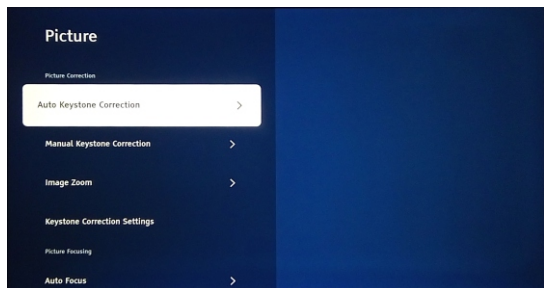 Picture
Picture Correction
Auto Keystone Correction
Manual Keystone Correction
Image Zoom
Keystone Correction Settings
Picture Focusing
Auto Focus